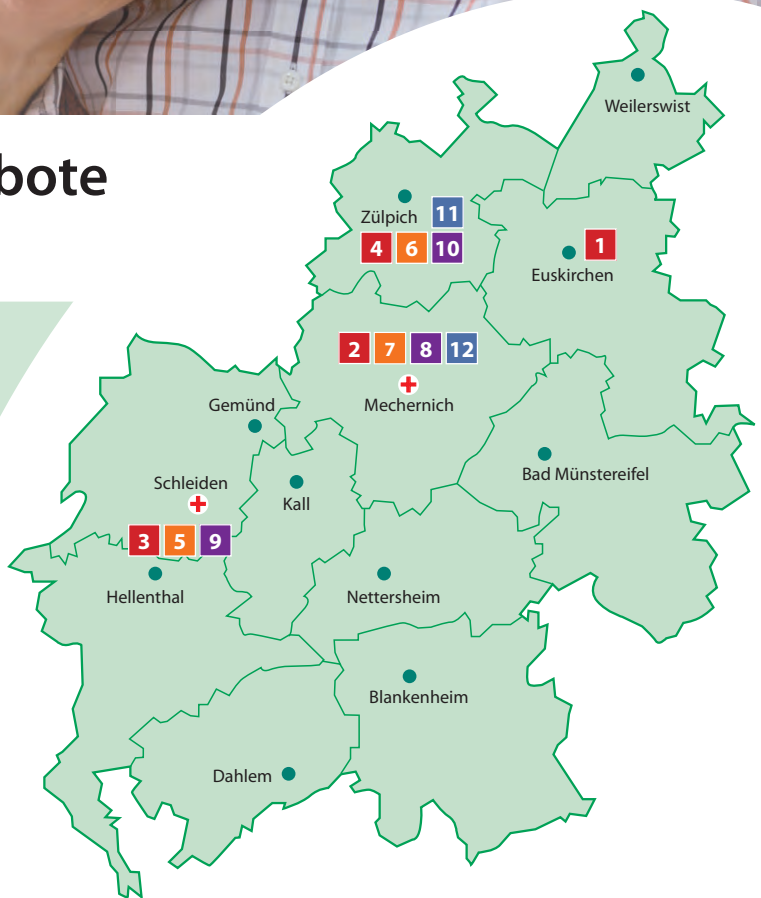 bote
Weilerswist
Zülpich 11
4 6 10
1
Euskirchen
2 7 8 12
Mechernich
Gemünd
Bad Münstereifel
Schleiden
Kall
3 5 9
Hellenthal
Nettersheim
Blankenheim
Dahlem